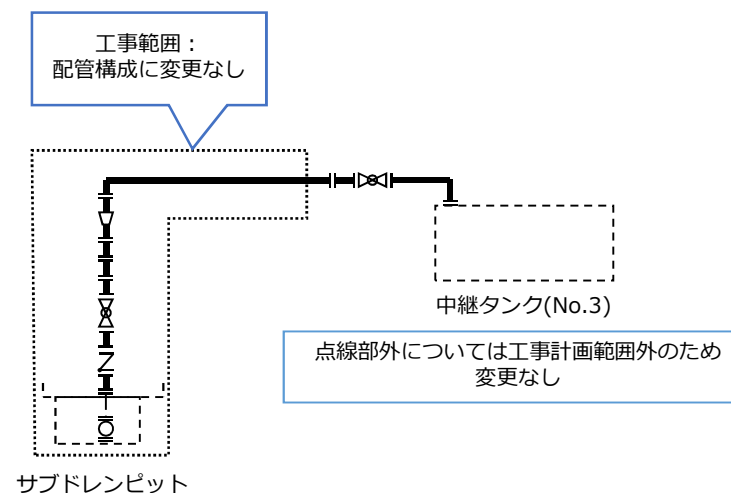 工事範囲：
配管構成に変更なし
中継タンク(No.3)
点線部外については工事計画範囲外のため
変更なし
サブドレンピット